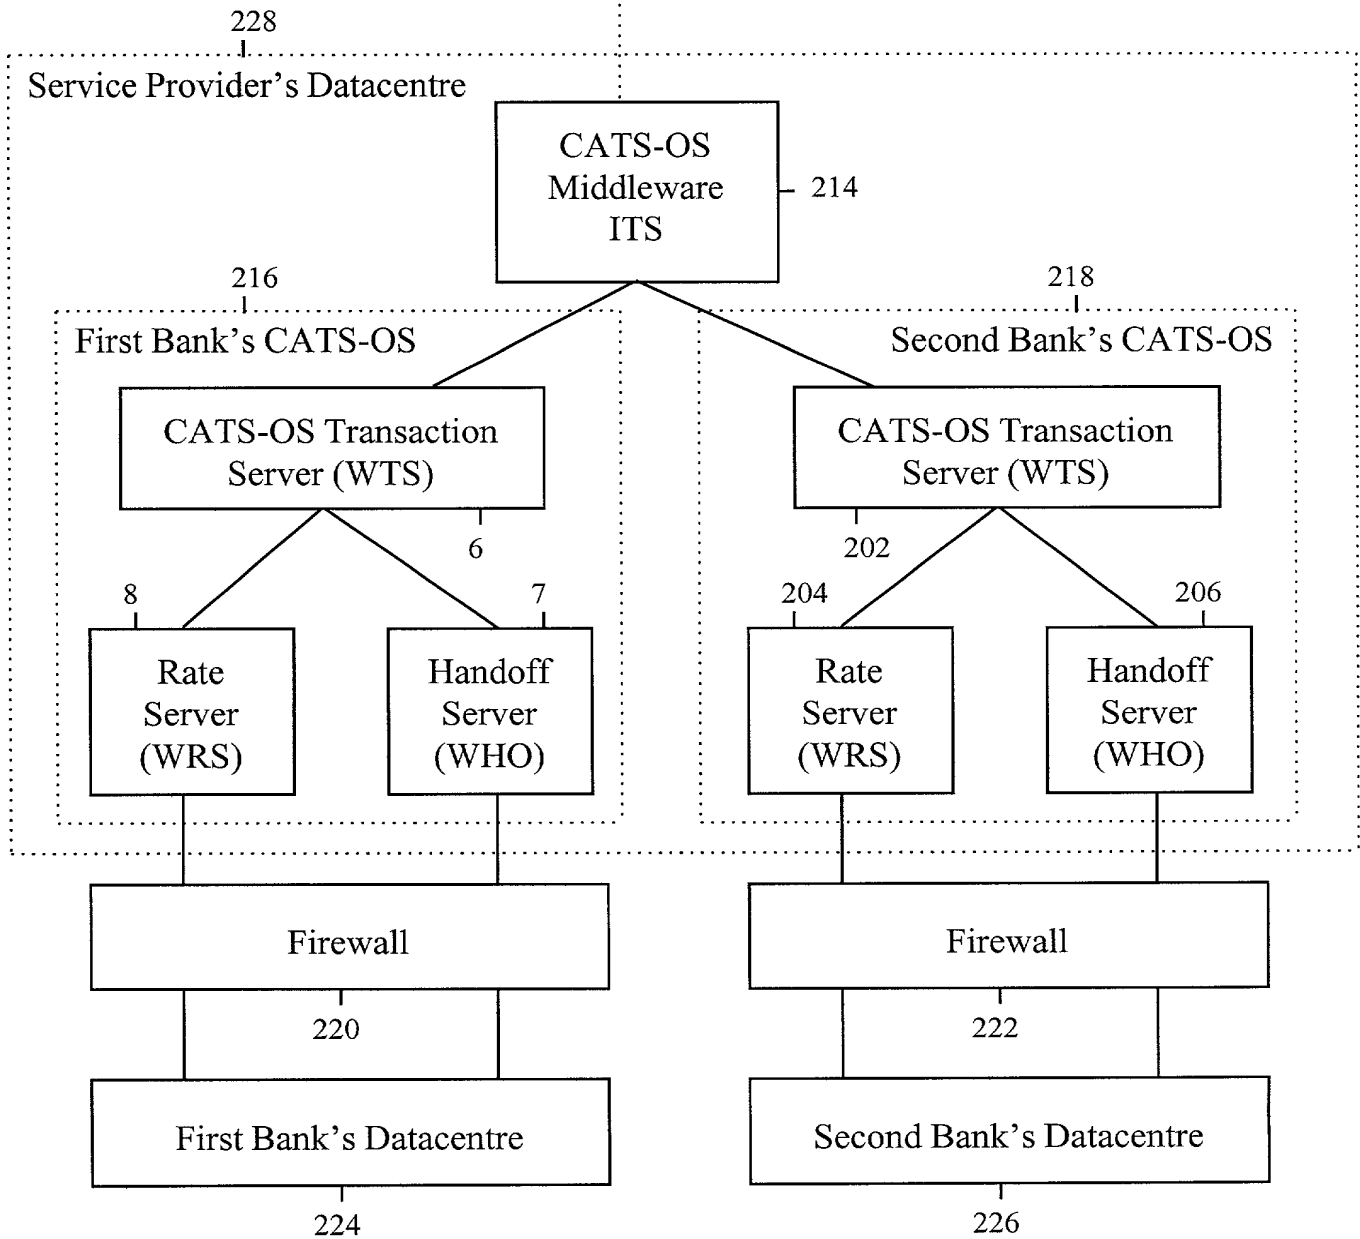 228
Service Provider's Datacentre
CATS-OS
Middleware
ITS
214
216
218
First Bank's CATS-OS
Second Bank's CATS-OS
CATS-OS Transaction
Server (WTS)
CATS-OS Transaction
Server (WTS)
6
202
8
7
204
206
Rate
Server
(WRS)
Handoff
Server
(WHO)
Rate
Server
(WRS)
Handoff
Server
(WHO)
Firewall
Firewall
220
222
First Bank's Datacentre
Second Bank's Datacentre
224
226